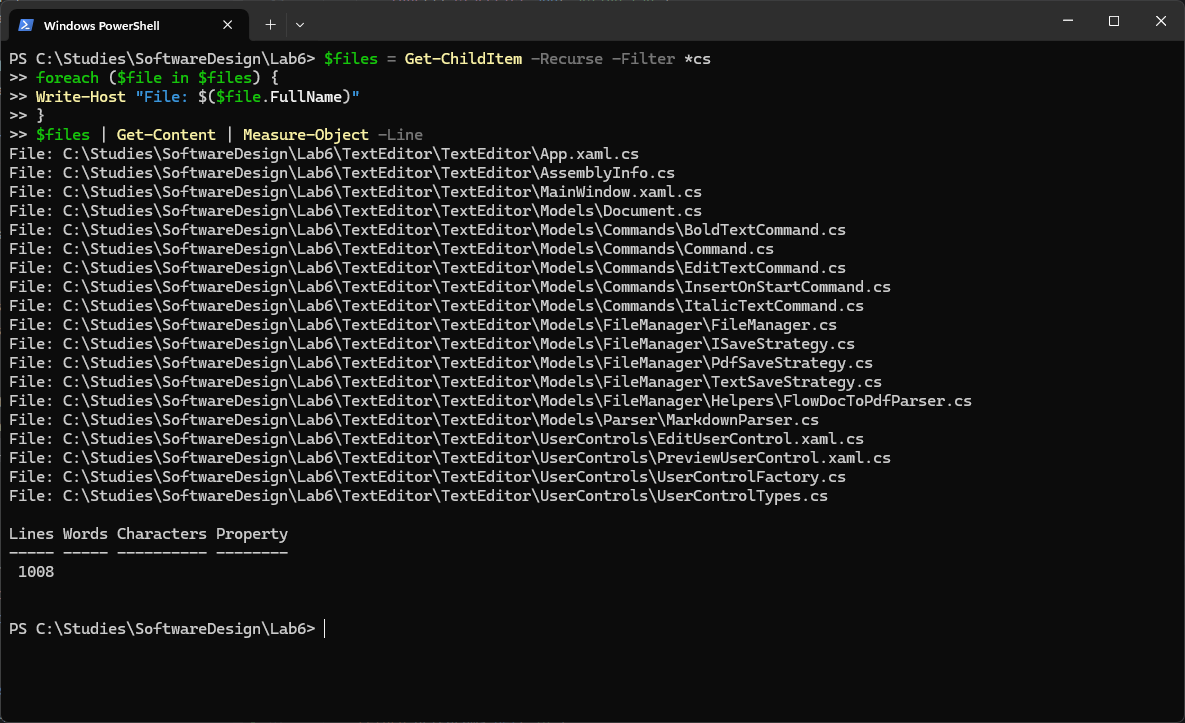 Windows PowerShell
PS C:\Studies\SoftwareDesign\Lab6> $files = Get-ChildItem -Recurse -Filter *cs
>> foreach ($file in $files) {
>> Write-Host "File: $($file.FullName)"
>> }
>> $files | Get-Content | Measure-Object -Line
File: C:\Studies\SoftwareDesign\Lab6\TextEditor\TextEditor\App.xaml.cs
File: C:\Studies\SoftwareDesign\Lab6\TextEditor\TextEditor\AssemblyInfo.cs
File: C:\Studies\SoftwareDesign\Lab6\TextEditor\TextEditor\MainWindow.xaml.cs
File: C:\Studies\SoftwareDesign\Lab6\TextEditor\TextEditor\Models\Document.cs
File: C:\Studies\SoftwareDesign\Lab6\TextEditor\TextEditor\Models\Commands\BoldTextCommand.cs
File: C:\Studies\SoftwareDesign\Lab6\TextEditor\TextEditor\Models\Commands\Command.cs
File: C:\Studies\SoftwareDesign\Lab6\TextEditor\TextEditor\Models\Commands\EditTextCommand.cs
File: C:\Studies\SoftwareDesign\Lab6\TextEditor\TextEditor\Models\Commands\InsertOnStartCommand.cs
File: C:\Studies\SoftwareDesign\Lab6\TextEditor\TextEditor\Models\Commands\ItalicTextCommand.cs
File: C:\Studies\SoftwareDesign\Lab6\TextEditor\TextEditor\Models\FileManager\FileManager.cs
File: C:\Studies\SoftwareDesign\Lab6\TextEditor\TextEditor\Models\FileManager\ISaveStrategy.cs
File: C:\Studies\SoftwareDesign\Lab6\TextEditor\TextEditor\Models\FileManager\PdfSaveStrategy.cs
File: C:\Studies\SoftwareDesign\Lab6\TextEditor\TextEditor\Models\FileManager\TextSaveStrategy.cs
File: C:\Studies\SoftwareDesign\Lab6\TextEditor\TextEditor\Models\FileManager\Helpers\FlowDocToPdfParser.cs
File: C:\Studies\SoftwareDesign\Lab6\TextEditor\TextEditor\Models\Parser\MarkdownParser.cs
File: C:\Studies\SoftwareDesign\Lab6\TextEditor\TextEditor\UserControls\EditUserControl.xaml.cs
File: C:\Studies\SoftwareDesign\Lab6\TextEditor\TextEditor\UserControls\PreviewUserControl.xaml.cs
File: C:\Studies\SoftwareDesign\Lab6\TextEditor\TextEditor\UserControls\UserControlFactory.cs
File: C:\Studies\SoftwareDesign\Lab6\TextEditor\TextEditor\UserControls\UserControlTypes.cs
Lines Words Characters Property
----- ----- ---------- --------
1008
PS C:\Studies\SoftwareDesign\Lab6>